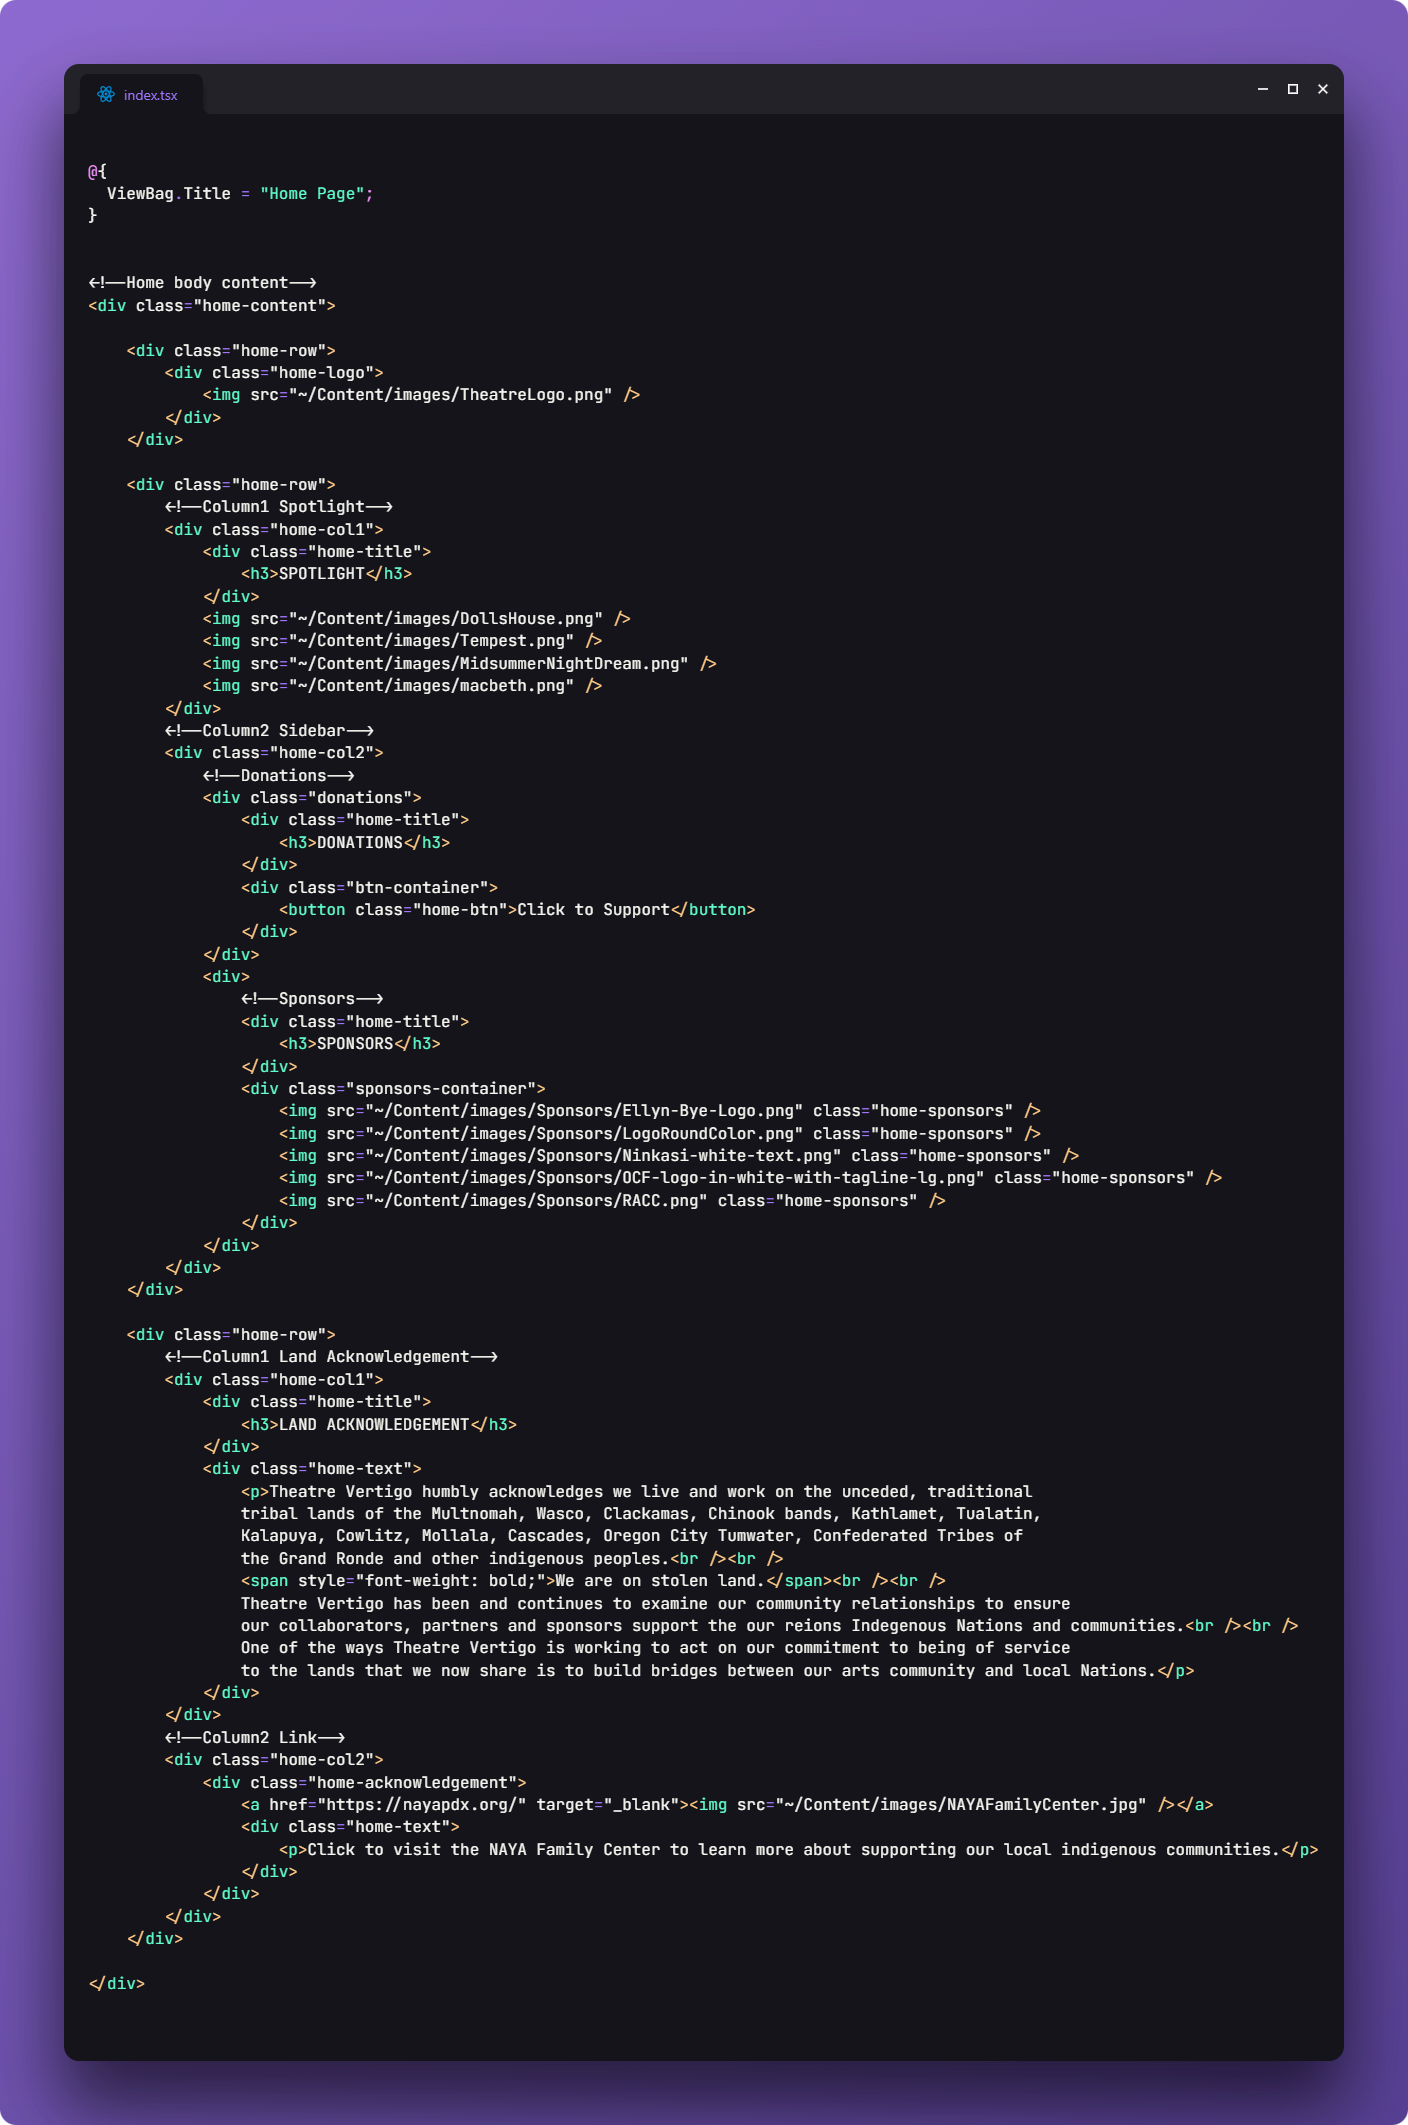 index.tsx
@{
  ViewBag.Title = "Home Page";
}
<!--Home body content-->
<div class="home-content">
    <div class="home-row">
        <div class="home-logo">
            <img src="~/Content/images/TheatreLogo.png" />
        </div>
    </div>
    <div class="home-row">
        <!--Column1 Spotlight-->
        <div class="home-col1">
            <div class="home-title">
                <h3>SPOTLIGHT</h3>
            </div>
            <img src="~/Content/images/DollsHouse.png" />
            <img src="~/Content/images/Tempest.png" />
            <img src="~/Content/images/MidsummerNightDream.png" />
            <img src="~/Content/images/macbeth.png" />
        </div>
        <!--Column2 Sidebar-->
        <div class="home-col2">
            <!--Donations-->
            <div class="donations">
                <div class="home-title">
                    <h3>DONATIONS</h3>
                </div>
                <div class="btn-container">
                    <button class="home-btn">Click to Support</button>
                </div>
            </div>
            <div>
                <!--Sponsors-->
                <div class="home-title">
                    <h3>SPONSORS</h3>
                </div>
                <div class="sponsors-container">
                    <img src="~/Content/images/Sponsors/Ellyn-Bye-Logo.png" class="home-sponsors" />
                    <img src="~/Content/images/Sponsors/LogoRoundColor.png" class="home-sponsors" />
                    <img src="~/Content/images/Sponsors/Ninkasi-white-text.png" class="home-sponsors" />
                    <img src="~/Content/images/Sponsors/OCF-logo-in-white-with-tagline-lg.png" class="home-sponsors" />
                    <img src="~/Content/images/Sponsors/RACC.png" class="home-sponsors" />
                </div>
            </div>
        </div>
    </div>
    <div class="home-row">
        <!--Column1 Land Acknowledgement-->
        <div class="home-col1">
            <div class="home-title">
                <h3>LAND ACKNOWLEDGEMENT</h3>
            </div>
            <div class="home-text">
                <p>Theatre Vertigo humbly acknowledges we live and work on the unceded, traditional
                tribal lands of the Multnomah, Wasco, Clackamas, Chinook bands, Kathlamet, Tualatin,
                Kalapuya, Cowlitz, Mollala, Cascades, Oregon City Tumwater, Confederated Tribes of
                the Grand Ronde and other indigenous peoples.<br /><br />
                <span style="font-weight: bold;">We are on stolen land.</span><br /><br />
                Theatre Vertigo has been and continues to examine our community relationships to ensure
                our collaborators, partners and sponsors support the our reions Indegenous Nations and communities.<br /><br />
                One of the ways Theatre Vertigo is working to act on our commitment to being of service
                to the lands that we now share is to build bridges between our arts community and local Nations.</p>
            </div>
        </div>
        <!--Column2 Link-->
        <div class="home-col2">
            <div class="home-acknowledgement">
                <a href="https://nayapdx.org/" target="_blank"><img src="~/Content/images/NAYAFamilyCenter.jpg" /></a>
                <div class="home-text">
                    <p>Click to visit the NAYA Family Center to learn more about supporting our local indigenous communities.</p>
                </div>
            </div>
        </div>
    </div>
</div>